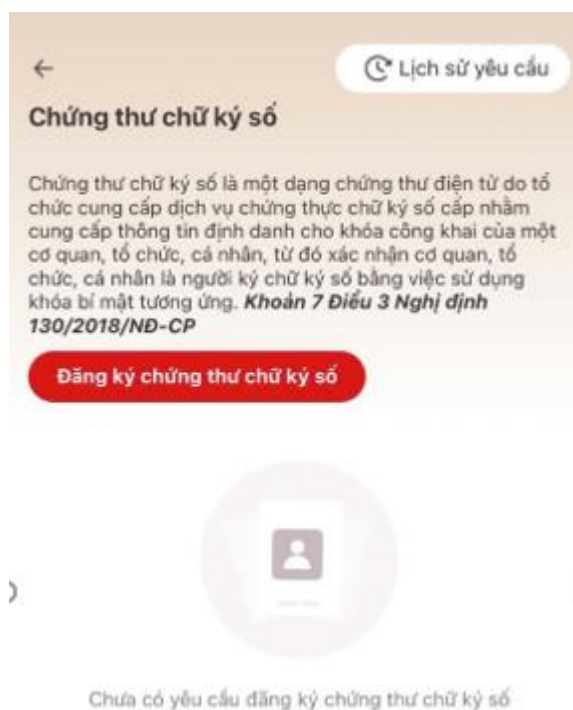 Lịch sử yêu cầu
Chứng thư chữ ký số
Chứng thư chữ ký số là một dạng chứng thư điện tử do tổ
chức cung cấp dịch vụ chứng thực chữ ký số cấp nhằm
cung cấp thông tin định danh cho khóa công khai của một
cơ quan, tổ chức, cá nhân, từ đó xác nhận cơ quan, tổ
chức, cá nhân là người ký chữ ký số bằng việc sử dụng
khóa bí mật tương ứng. Khoản 7 Điều 3 Nghị định
130/2018/NĐ-CP
Đăng ký chứng thư chữ ký số
Chưa có yêu cầu đăng ký chứng thư chữ ký số